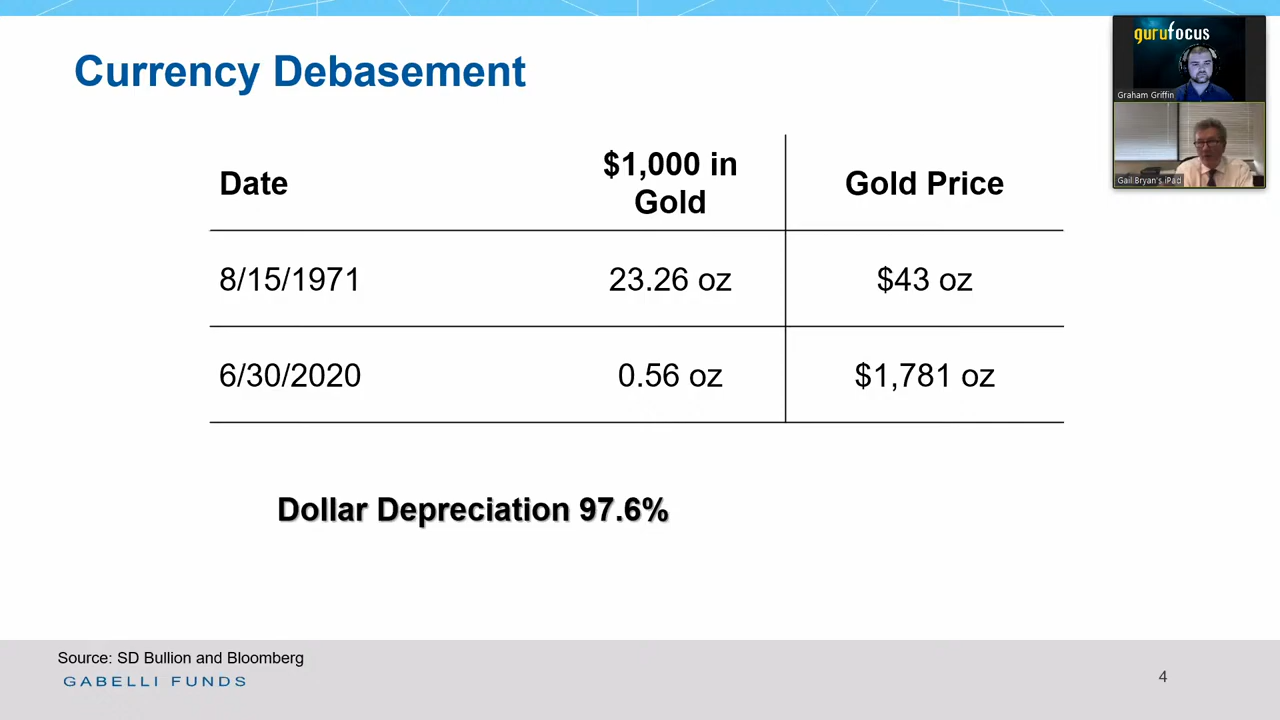 Currency Debasement
gurufocus
Graham Griffin
Gail Bryan's iPad
Date
$1,000 in
Gold
Gold Price
8/15/1971
23.26 oz
$43 oz
6/30/2020
0.56 oz
$1,781 oz
Dollar Depreciation 97.6%
Source: SD Bullion and Bloomberg
GABELLI FUNDS
4